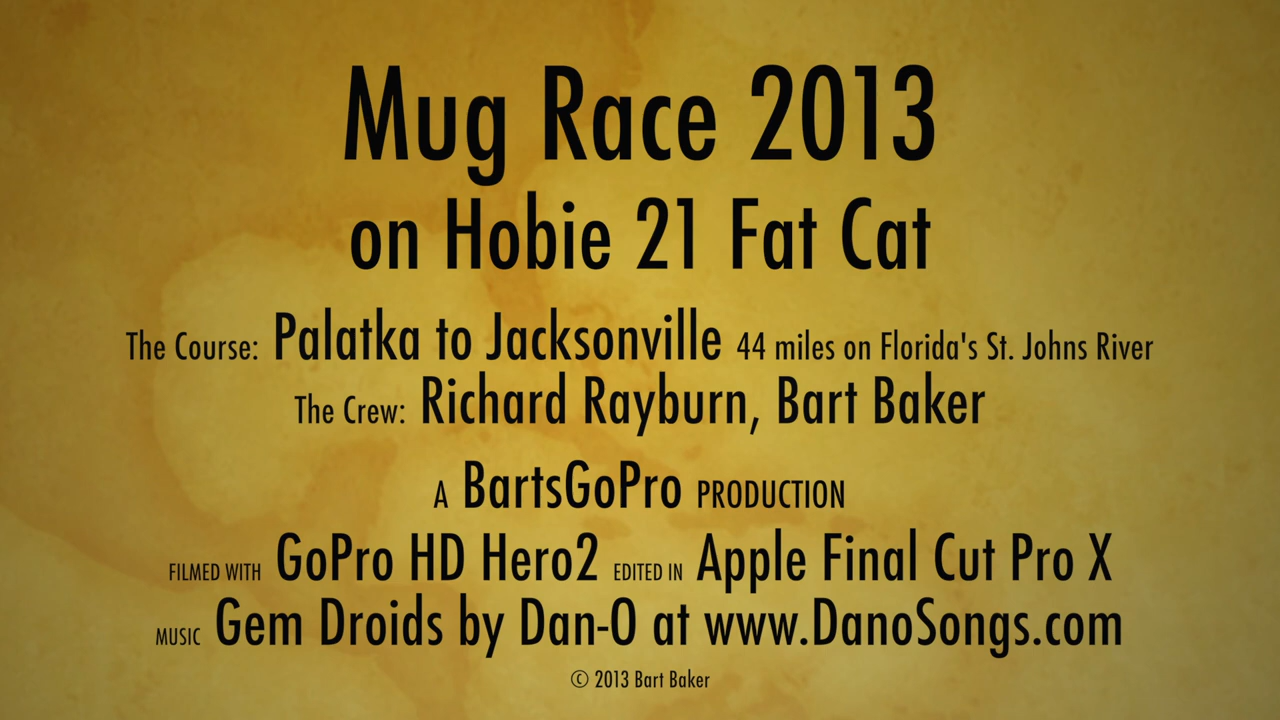 Mug Race 2013
on Hobie 21 Fat Cat
The Course: Palatka to Jacksonville 44 miles on Florida's St. Johns River
The Crew: Richard Rayburn, Bart Baker
A BartsGoPro PRODUCTION
FILMED WITH GoPro HD Hero2 EDITED IN Apple Final Cut Pro X
MUSIC Gem Droids by Dan-O at www.DanoSongs.com
© 2013 Bart Baker